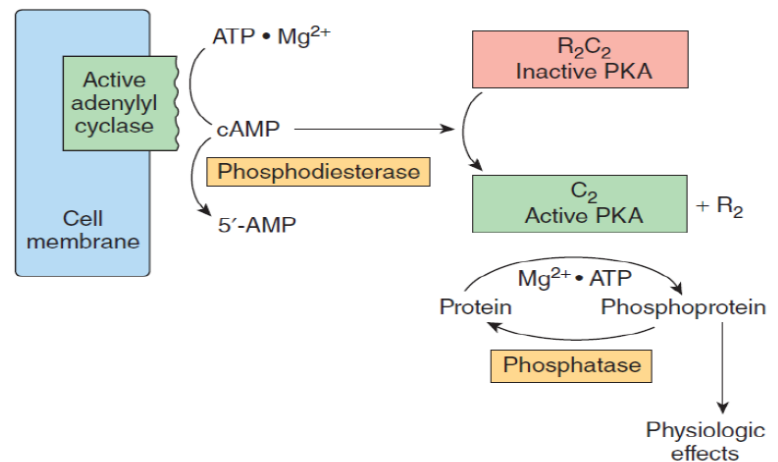 ATP • Mg²⁺
Active
adenylyl
cyclase
cAMP
Phosphodiesterase
5′-AMP
Cell
membrane
R₂C₂
Inactive PKA
C₂
Active PKA
+ R₂
Mg²⁺ • ATP
Protein
Phosphoprotein
Phosphatase
Physiologic
effects